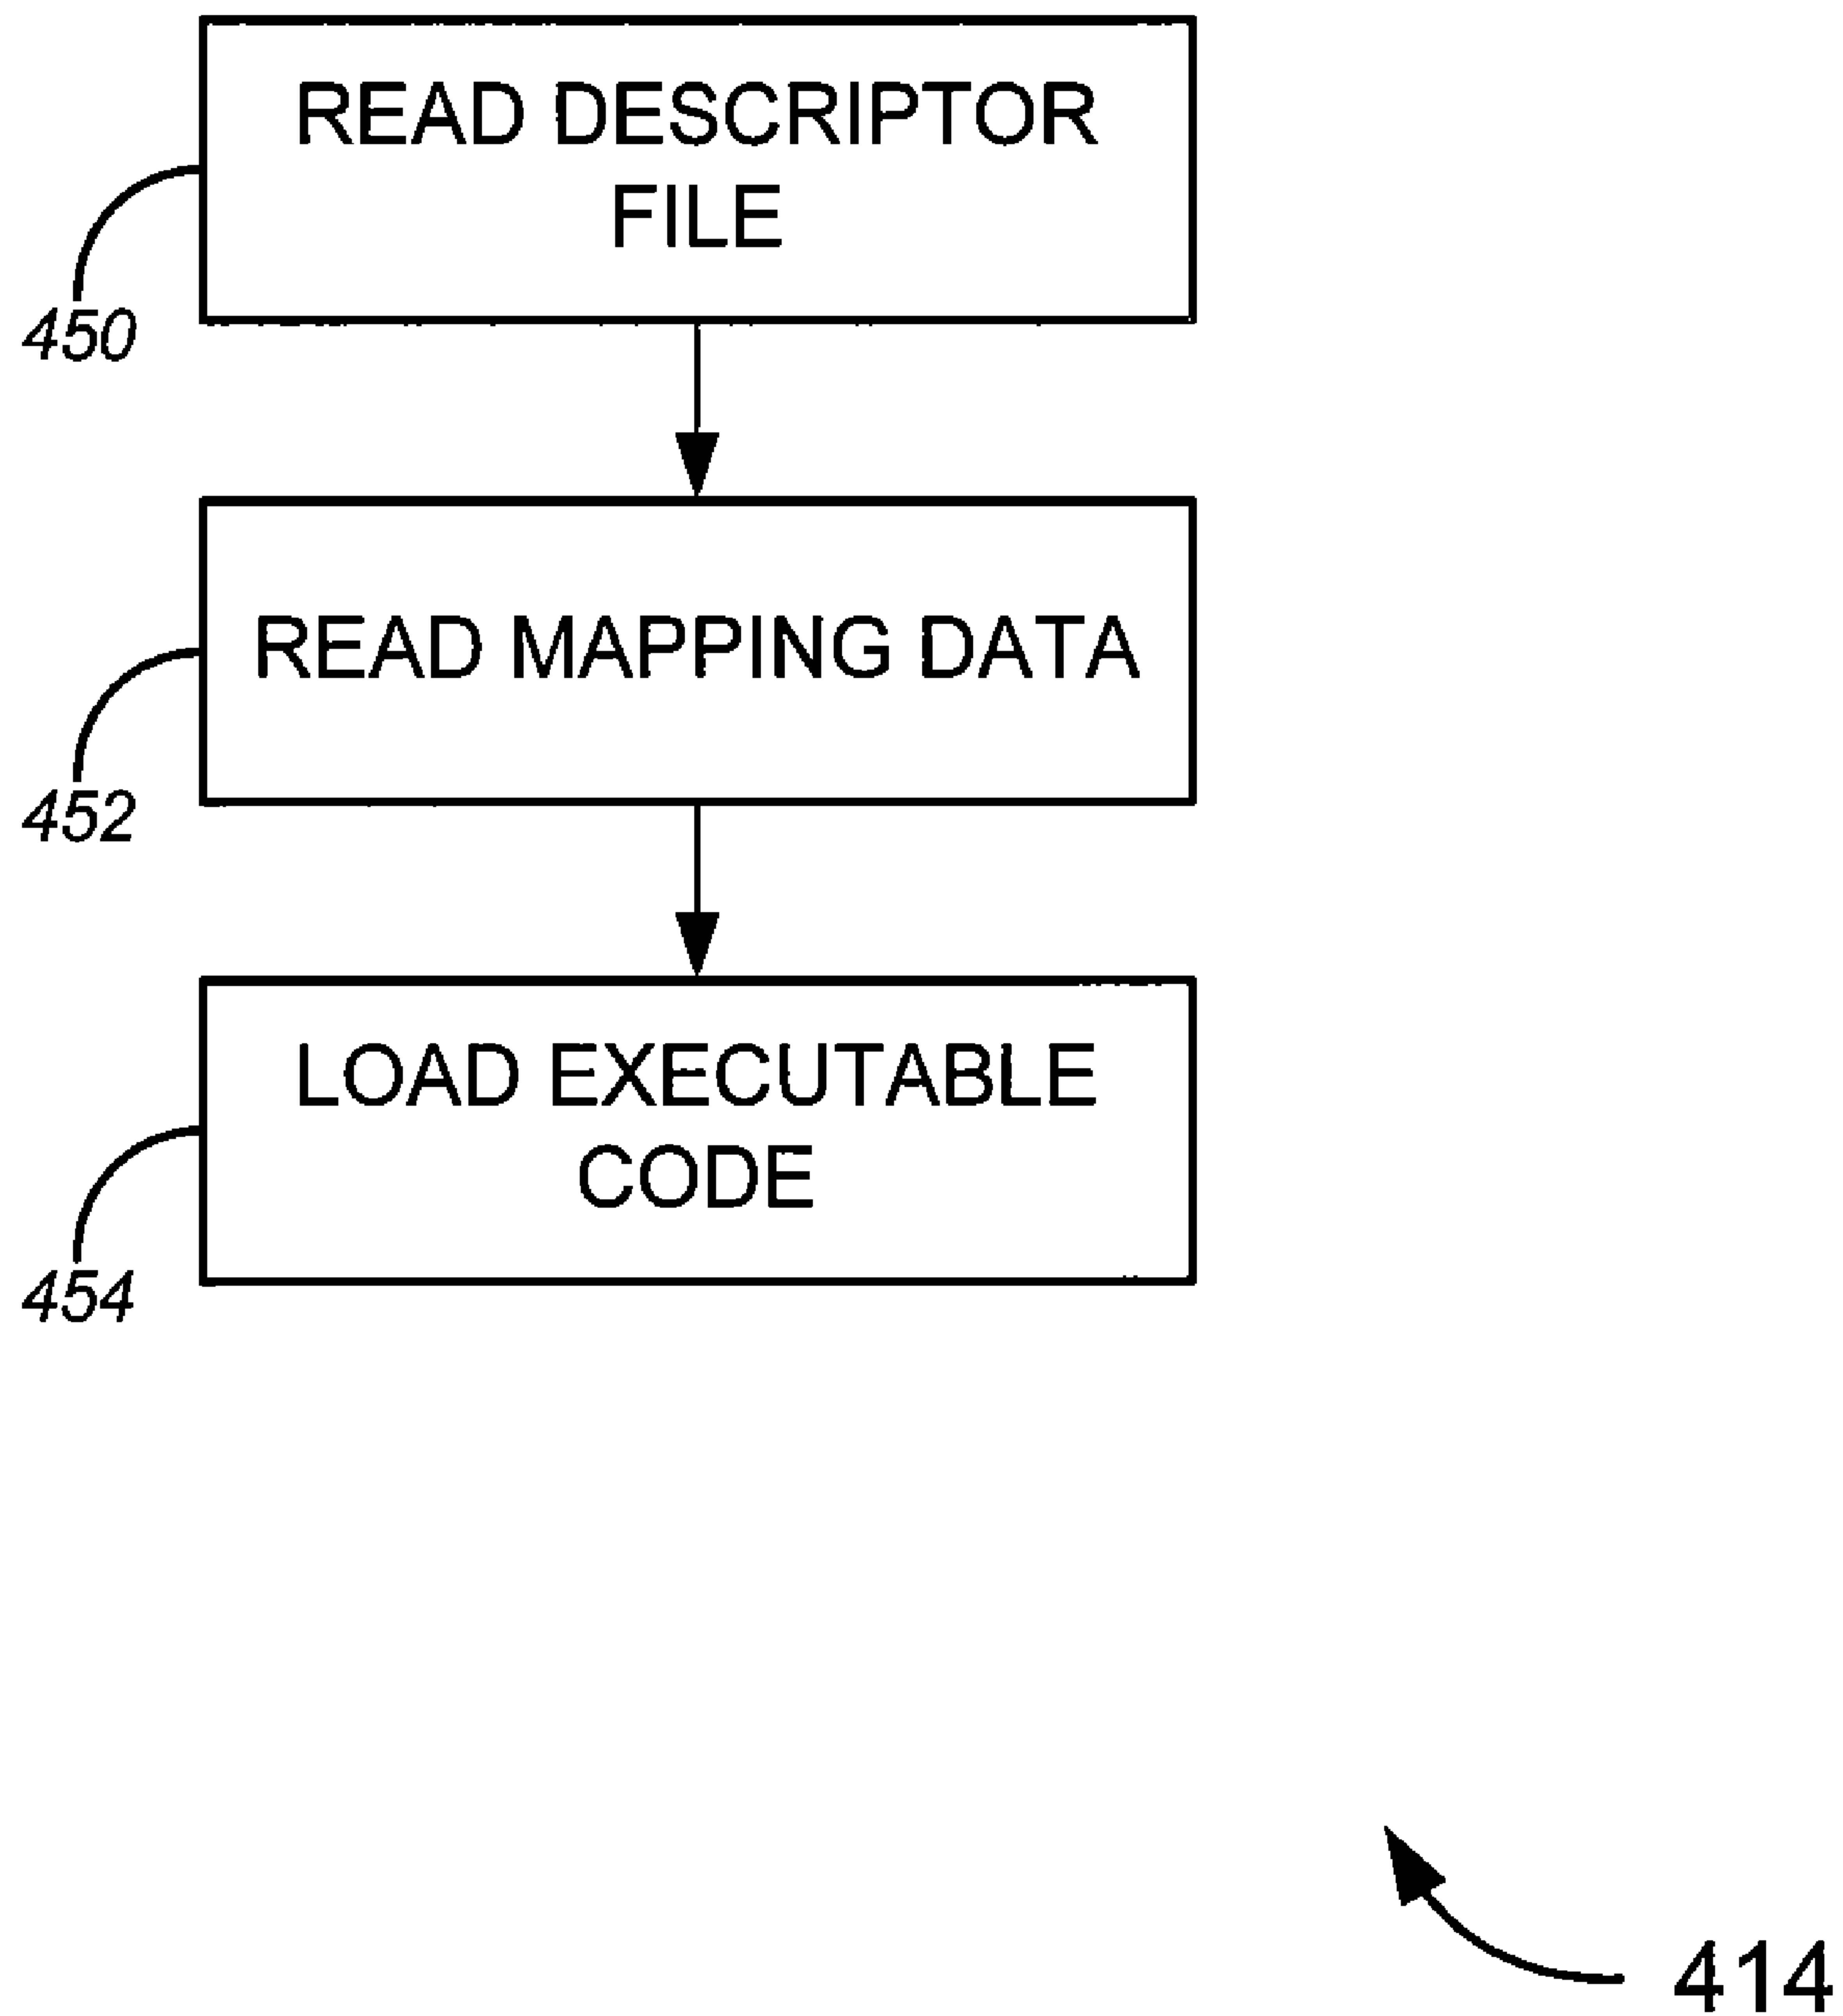 READ DESCRIPTOR
FILE
450
READ MAPPING DATA
452
LOAD EXECUTABLE
CODE
454
414